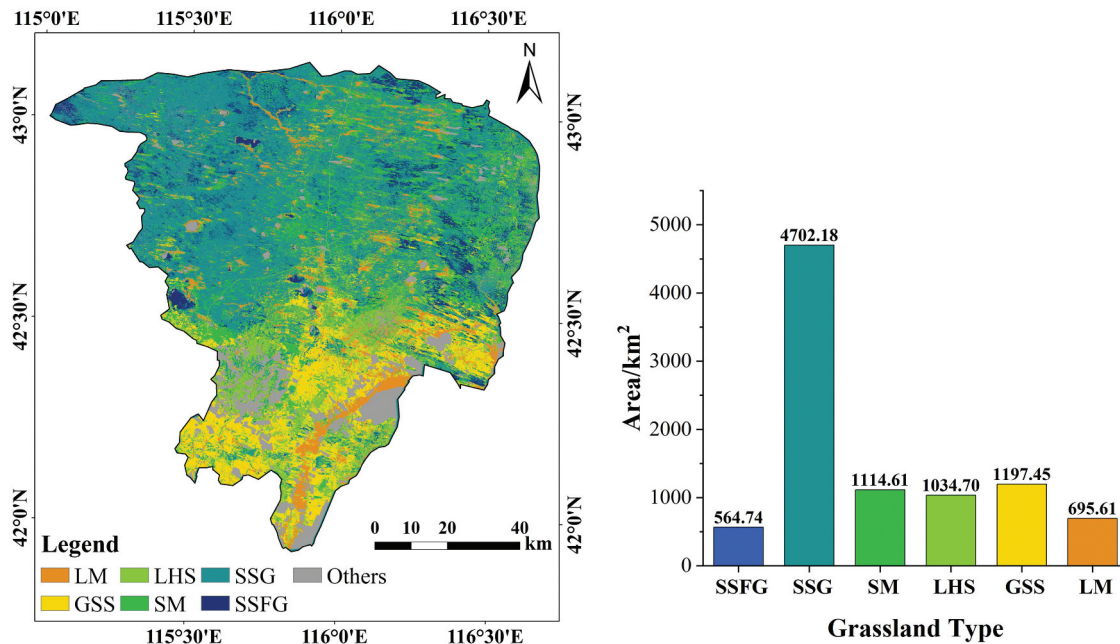 115°0'E 115°30'E 116°0'E 116°30'E
N
43°0'N 43°0'N
42°30'N 42°30'N
42°0'N 42°0'N
0 10 20 40
km
Legend
LM LHS SSG Others
GSS SM SSFG
115°30'E 116°0'E 116°30'E
Area/km²
5000
4000
3000
2000
1000
0
564.74
4702.18
1114.61
1034.70
1197.45
695.61
SSFG SSG SM LHS GSS LM
Grassland Type